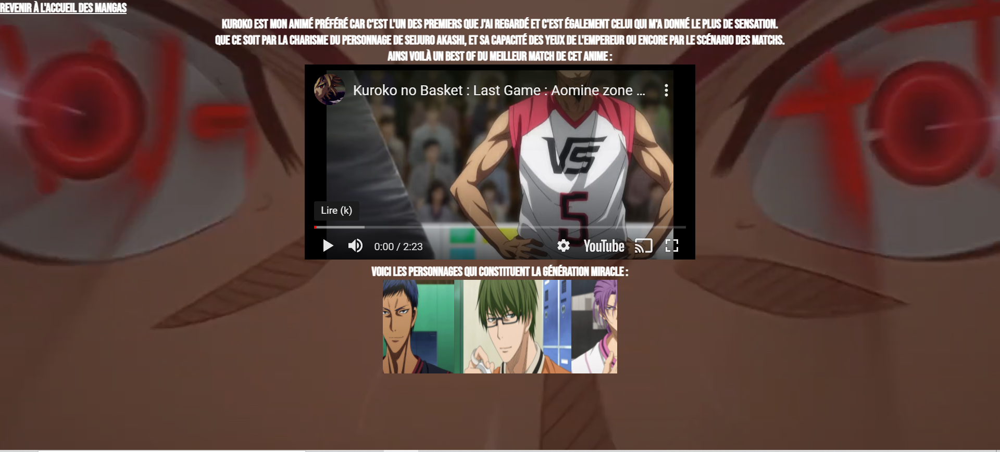 REVENIR À L'ACCUEIL DES MANGAS
KUROKO EST MON ANIMÉ PRÉFÉRÉ CAR C'EST L'UN DES PREMIERS QUE J'AI REGARDÉ ET C'EST ÉGALEMENT CELUI QUI M'A DONNÉ LE PLUS DE SENSATION.
QUE CE SOIT PAR LA CHARISME DU PERSONNAGE DE SEIJURO AKASHI, ET SA CAPACITÉ DES YEUX DE L'EMPEREUR OU ENCORE PAR LE SCÉNARIO DES MATCHS.
AINSI VOILÀ UN BEST OF DU MEILLEUR MATCH DE CET ANIME :
Kuroko no Basket : Last Game : Aomine zone ...
VS
5
Lire (k)
0:00 / 2:23
YouTube
VOICI LES PERSONNAGES QUI CONSTITUENT LA GÉNÉRATION MIRACLE :